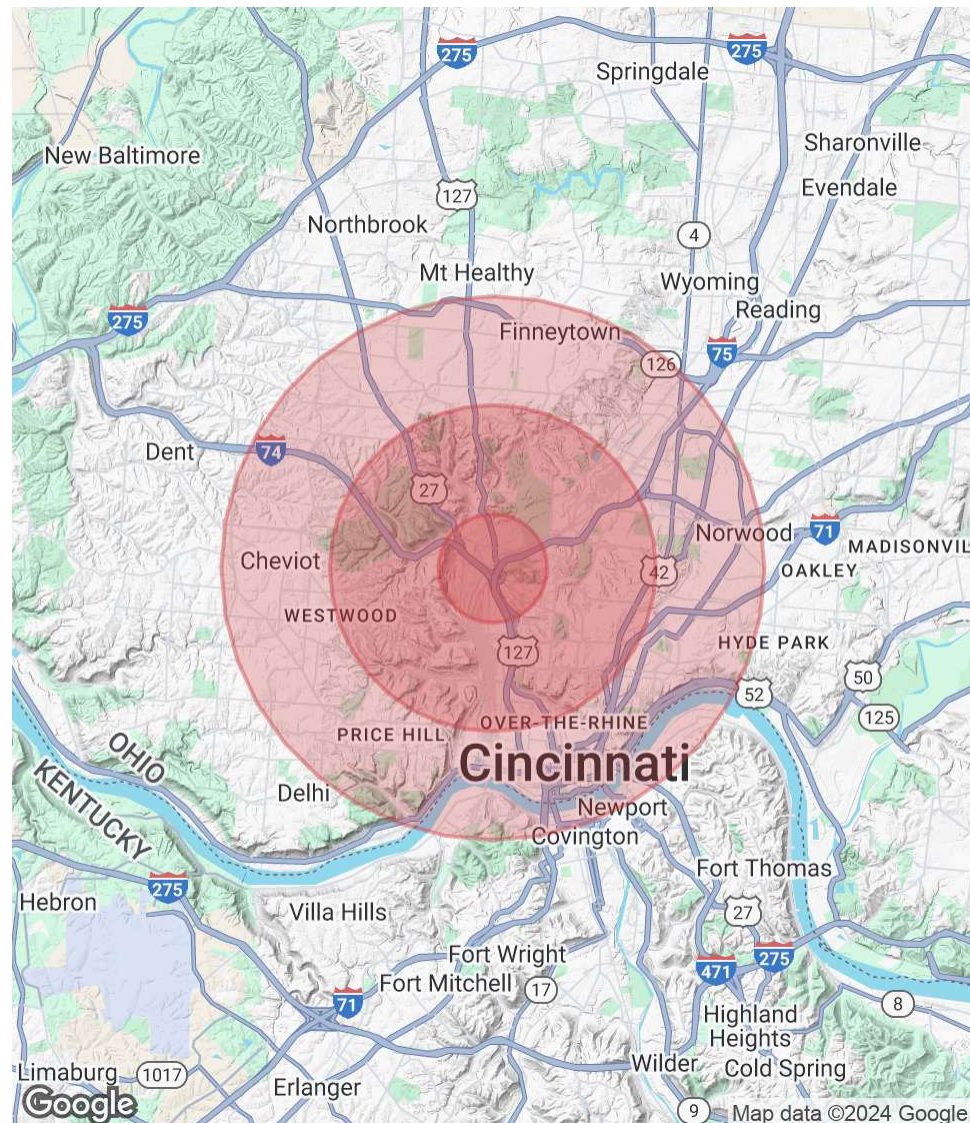 275
275
Springdale
Sharonville
New Baltimore
Evendale
127
Northbrook
4
Mt Healthy
Wyoming
Reading
275
Finneytown
75
126
Dent
74
27
Norwood
71
MADISONVIL
Cheviot
42
OAKLEY
WESTWOOD
HYDE PARK
127
50
52
125
OVER-THE-RHINE
PRICE HILL
OHIO
Cincinnati
KENTUCKY
Delhi
Newport
Covington
Fort Thomas
275
Hebron
Villa Hills
27
Fort Wright
275
471
Fort Mitchell
17
71
8
Highland
Heights
Wilder
Cold Spring
Limaburg
1017
Erlanger
Google
9
Map data ©2024 Google